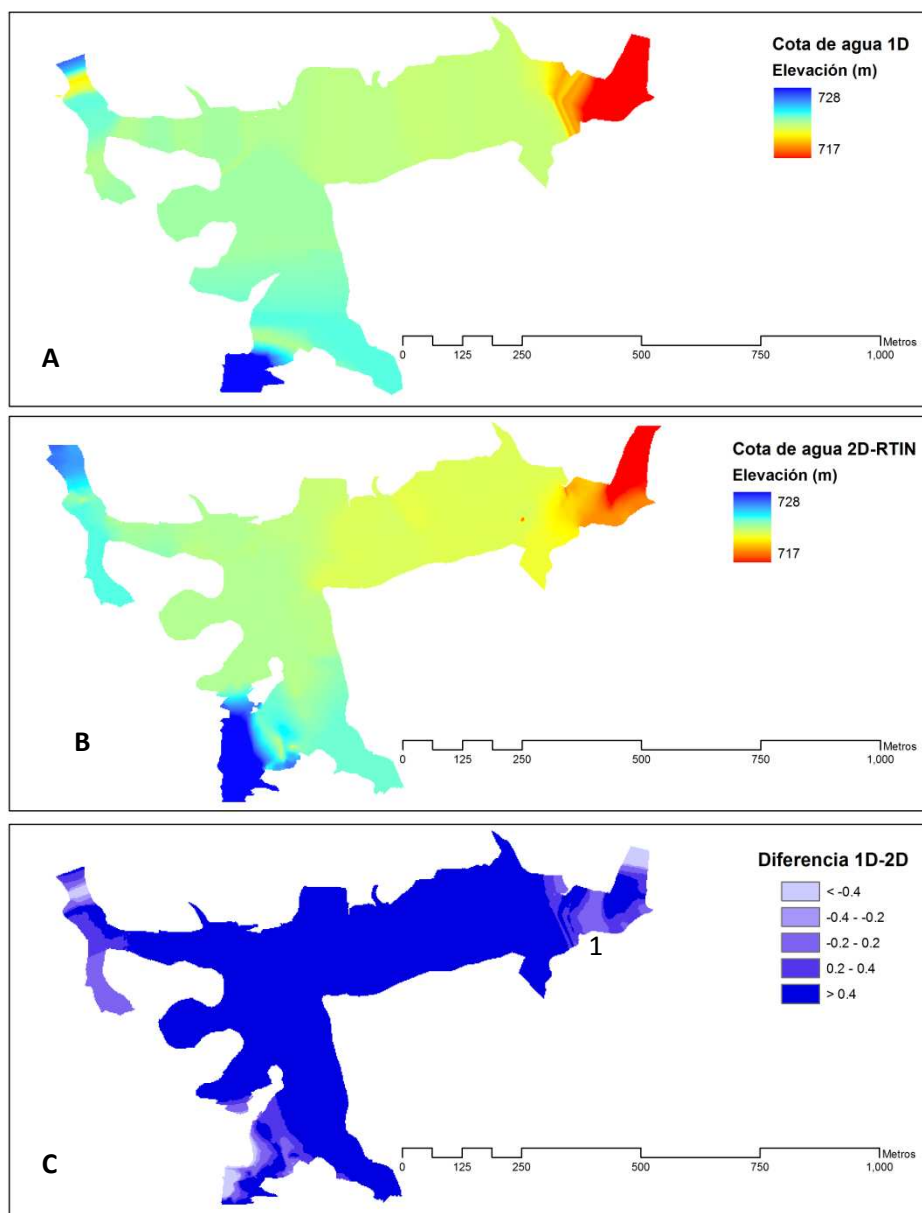 Cota de agua 1D
Elevación (m)
728
717
A
Metros
0 125 250 500 750 1,000
Cota de agua 2D-RTIN
Elevación (m)
728
717
B
Metros
0 125 250 500 750 1,000
Diferencia 1D-2D
< -0.4
-0.4 - -0.2
-0.2 - 0.2
0.2 - 0.4
> 0.4
1
C
Metros
0 125 250 500 750 1,000